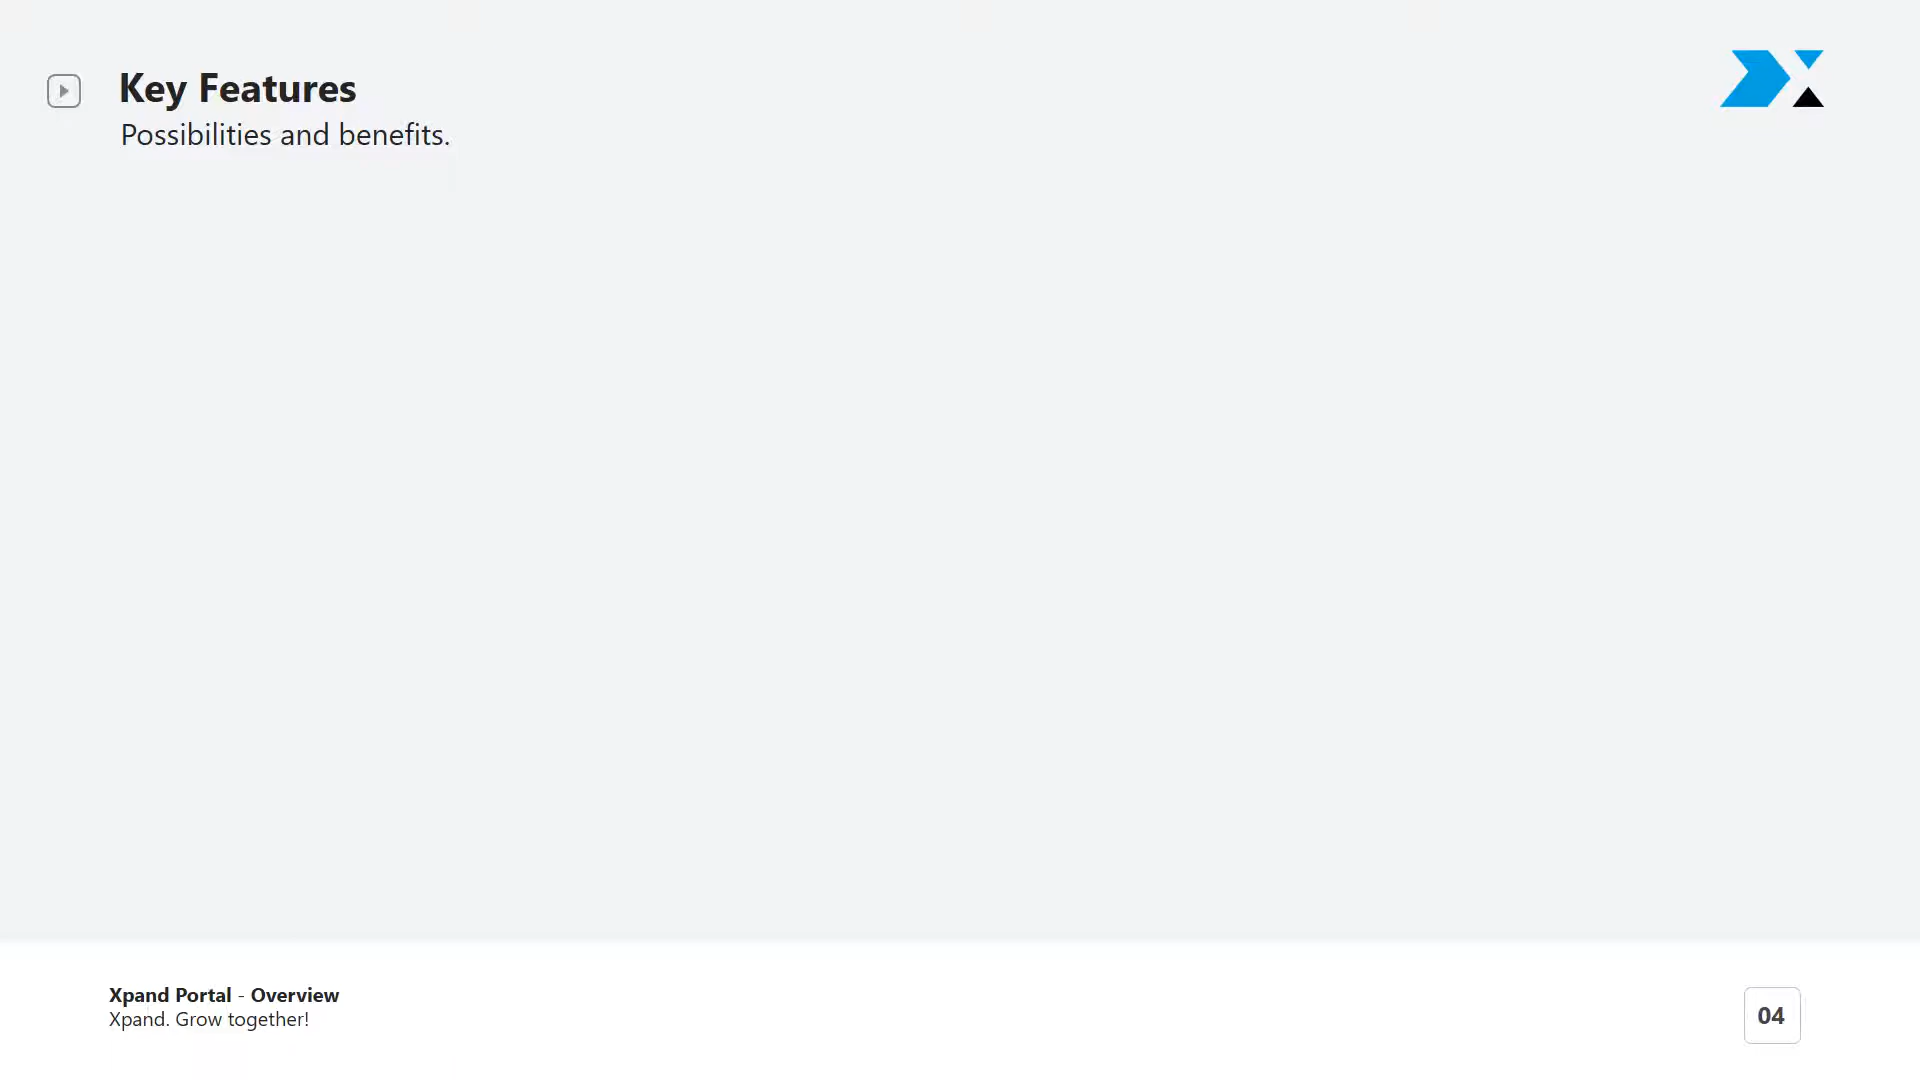 Key Features
Possibilities and benefits.
Xpand Portal - Overview
Xpand. Grow together!
04